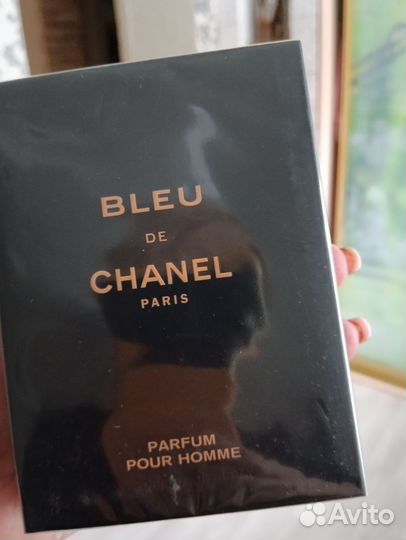 BLEU
DE
CHANEL
PARIS
PARFUM
POUR HOMME
Avito